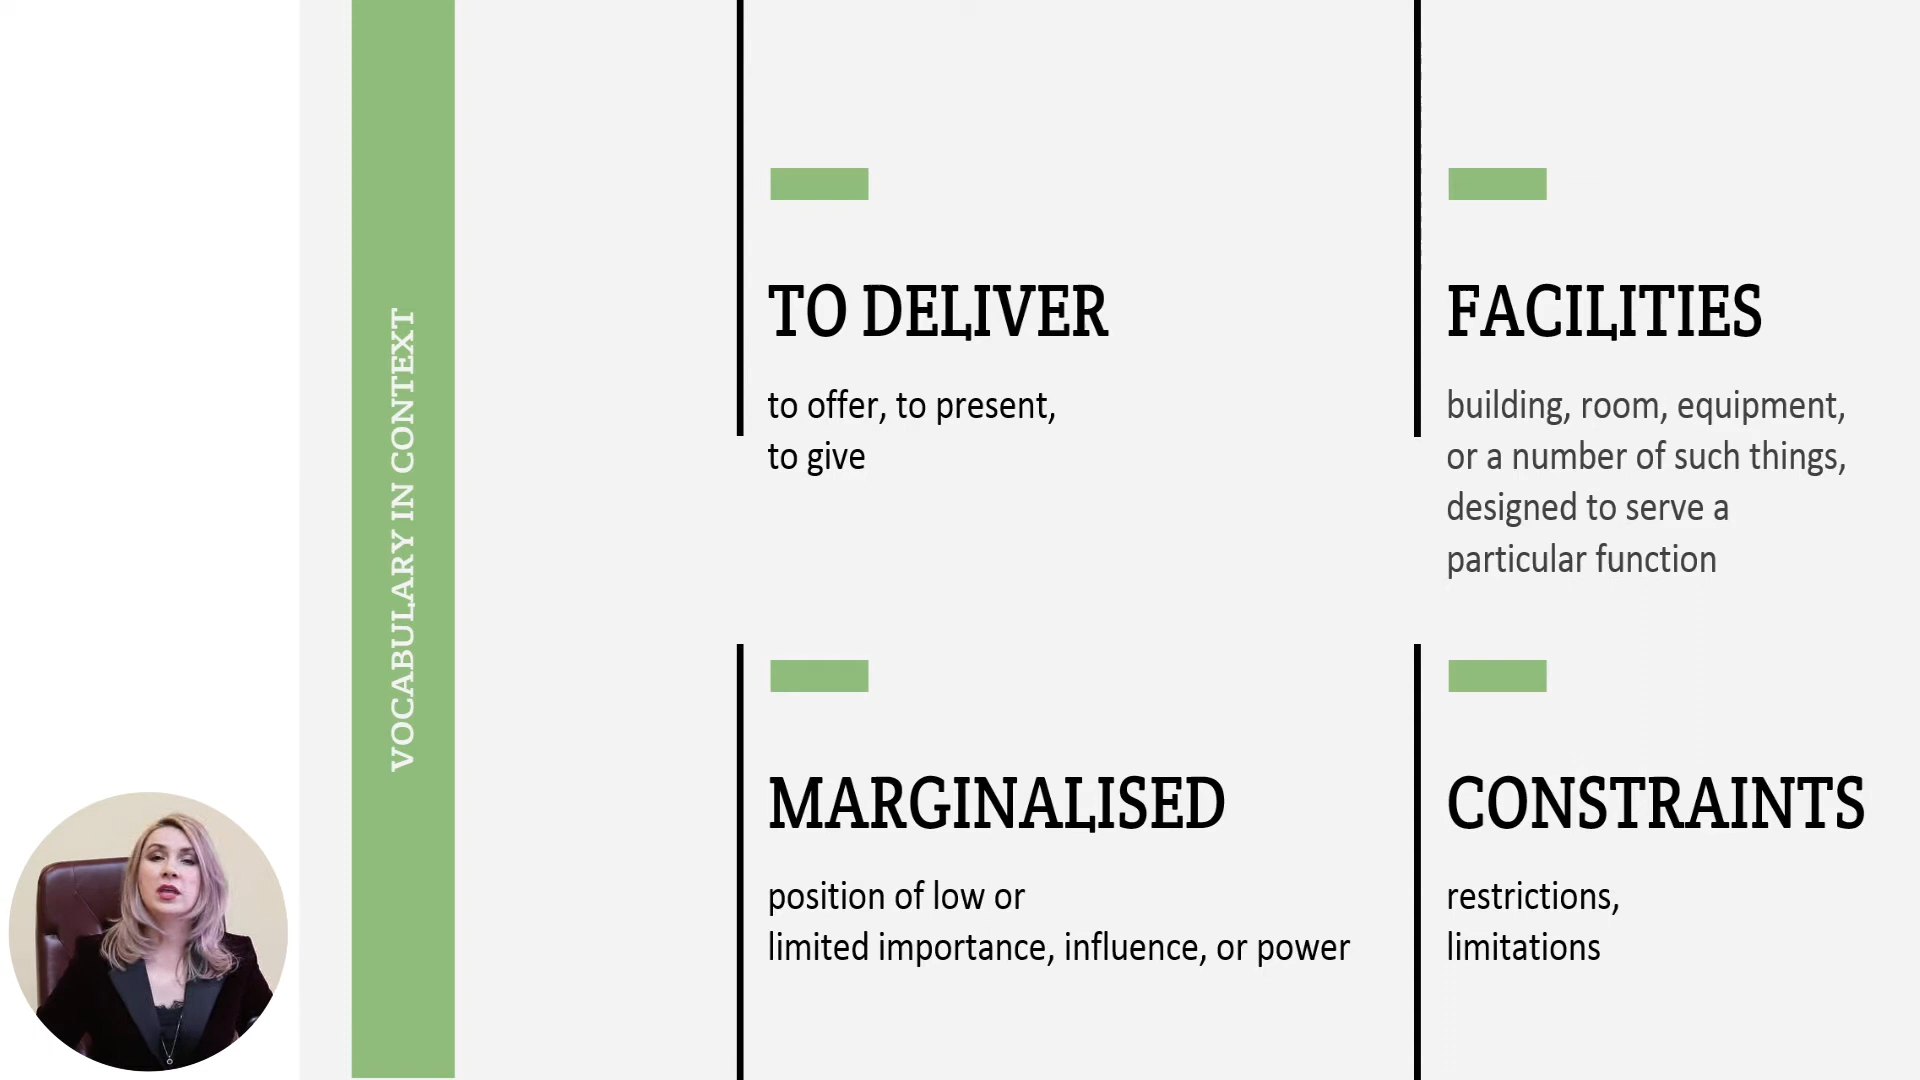 VOCABULARY IN CONTEXT
TO DELIVER
to offer, to present,
to give
FACILITIES
building, room, equipment,
or a number of such things,
designed to serve a
particular function
MARGINALISED
position of low or
limited importance, influence, or power
CONSTRAINTS
restrictions,
limitations